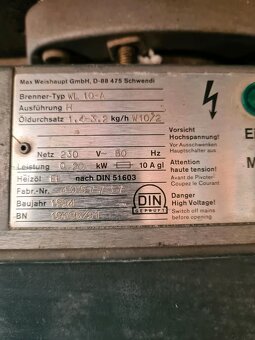 Max Weishaupt GmbH, D-88 475 Schwendi
Brenner-Typ WL 10-A
Ausführung H
Öldurchsatz 1.4-3.2 kg/h W10/2
Netz 230 V~ 60 Hz
Leistung 0.20 kW 10 A gl
Heizöl EL nach DIN 51603
Fabr.-Nr.
Baujahr
BN
DIN
GEPRÜFT
Vorsicht
Hochspannung!
Vor Ausschwenken
Hauptschalter aus.
Attention
haute tension!
Avant de Pivoter-
Coupez le Courant
Danger
High Voltage!
Switch off mains
before opening